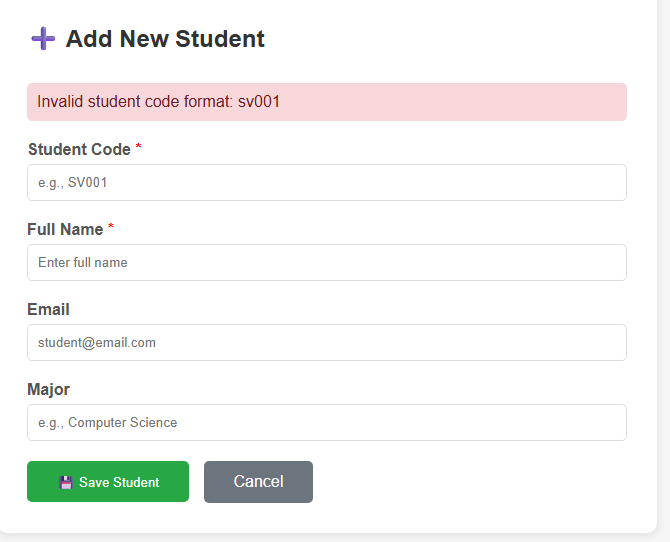 Add New Student
Invalid student code format: sv001
Student Code *
e.g., SV001
Full Name *
Enter full name
Email
student@email.com
Major
e.g., Computer Science
Save Student
Cancel